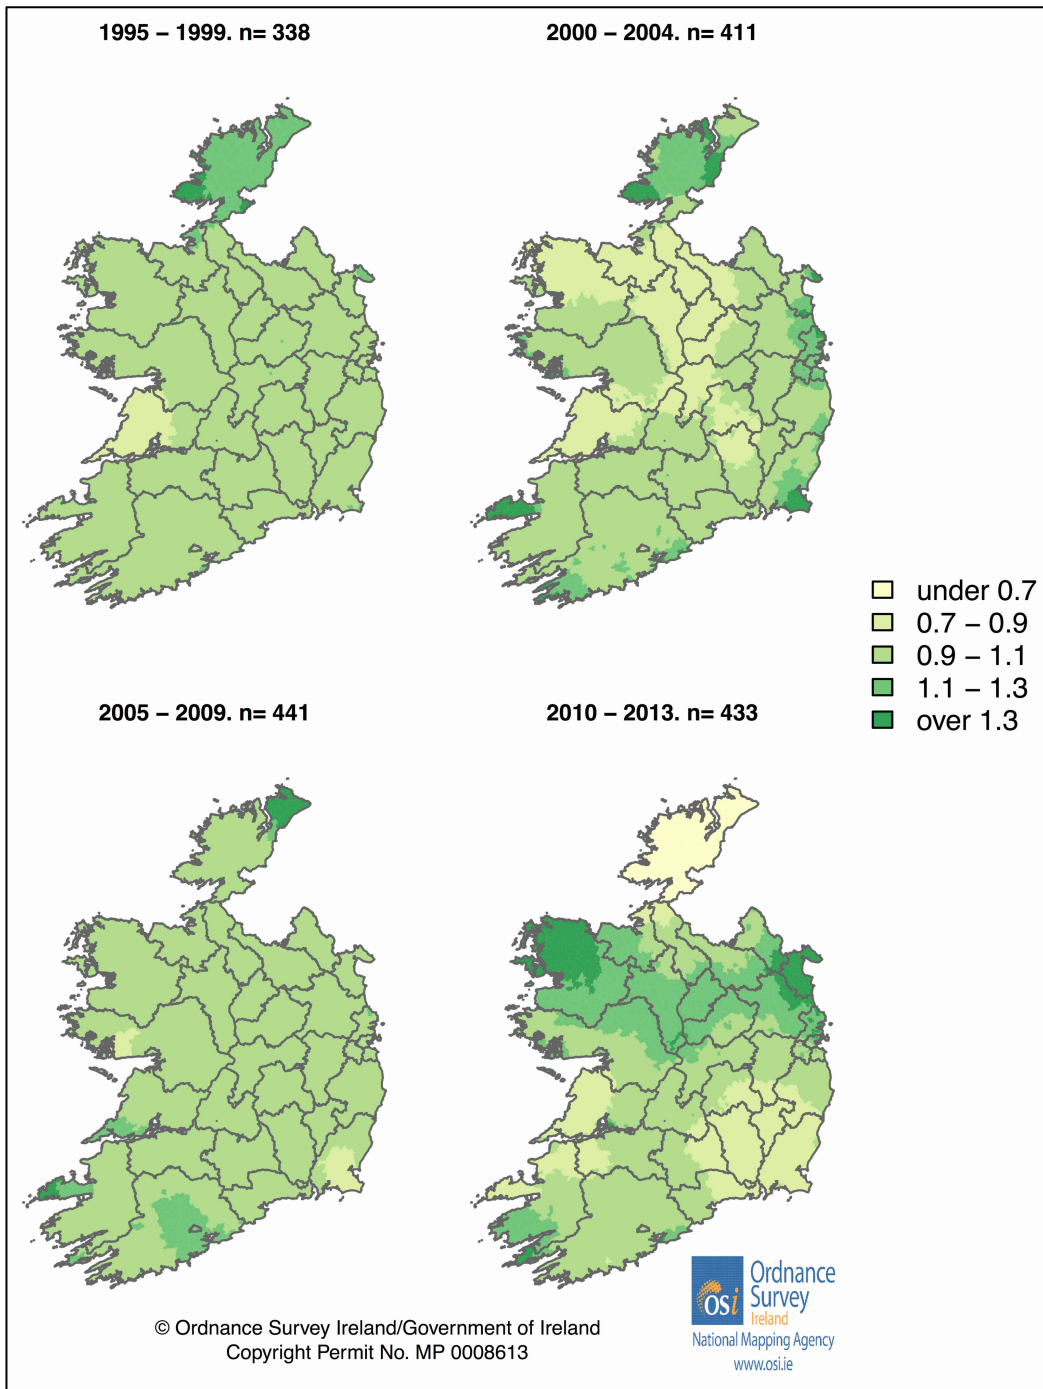 1995 – 1999. n= 338
2000 – 2004. n= 411
under 0.7
0.7 – 0.9
0.9 – 1.1
1.1 – 1.3
over 1.3
2005 – 2009. n= 441
2010 – 2013. n= 433
© Ordnance Survey Ireland/Government of Ireland
Copyright Permit No. MP 0008613
osi
Ordnance
Survey
Ireland
National Mapping Agency
www.osi.ie